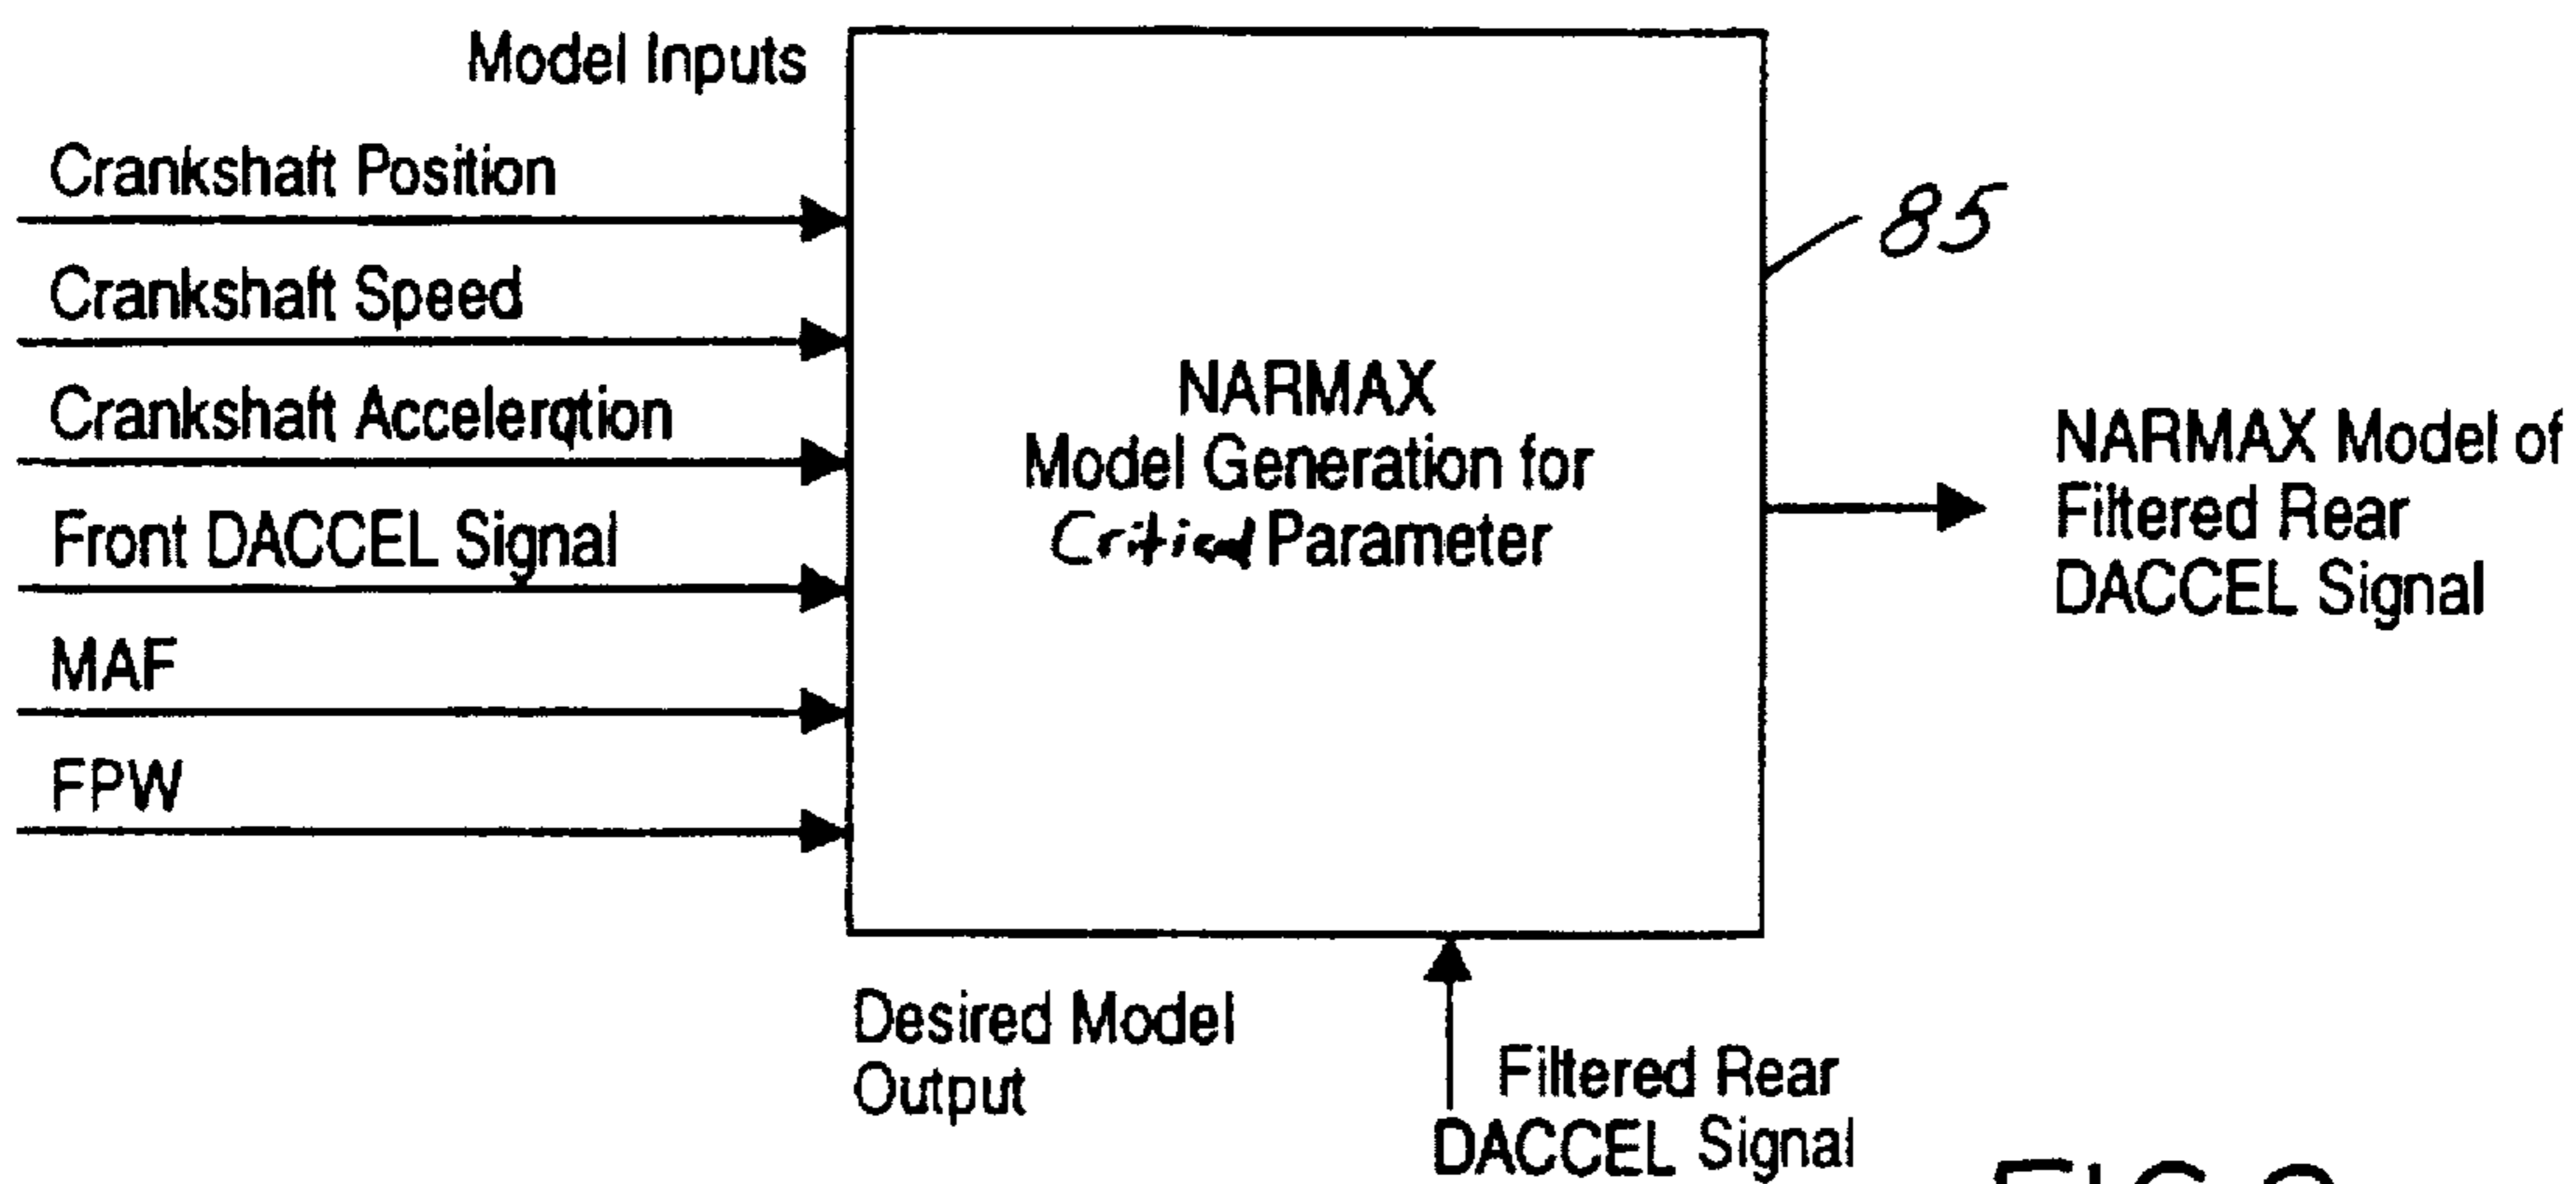 Model Inputs
Crankshaft Position
Crankshaft Speed
Crankshaft Acceleration
Front DACCEL Signal
MAF
FPW
NARMAX
Model Generation for
Critical Parameter
85
NARMAX Model of
Filtered Rear
DACCEL Signal
Desired Model
Output
Filtered Rear
DACCEL Signal